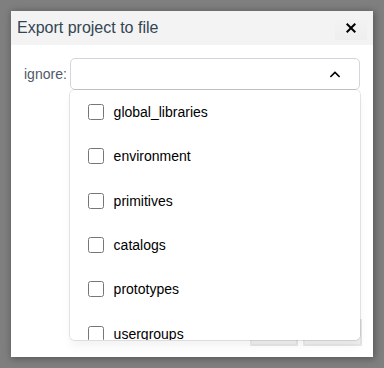 Export project to file
ignore:
global_libraries
environment
primitives
catalogs
prototypes
usergroups